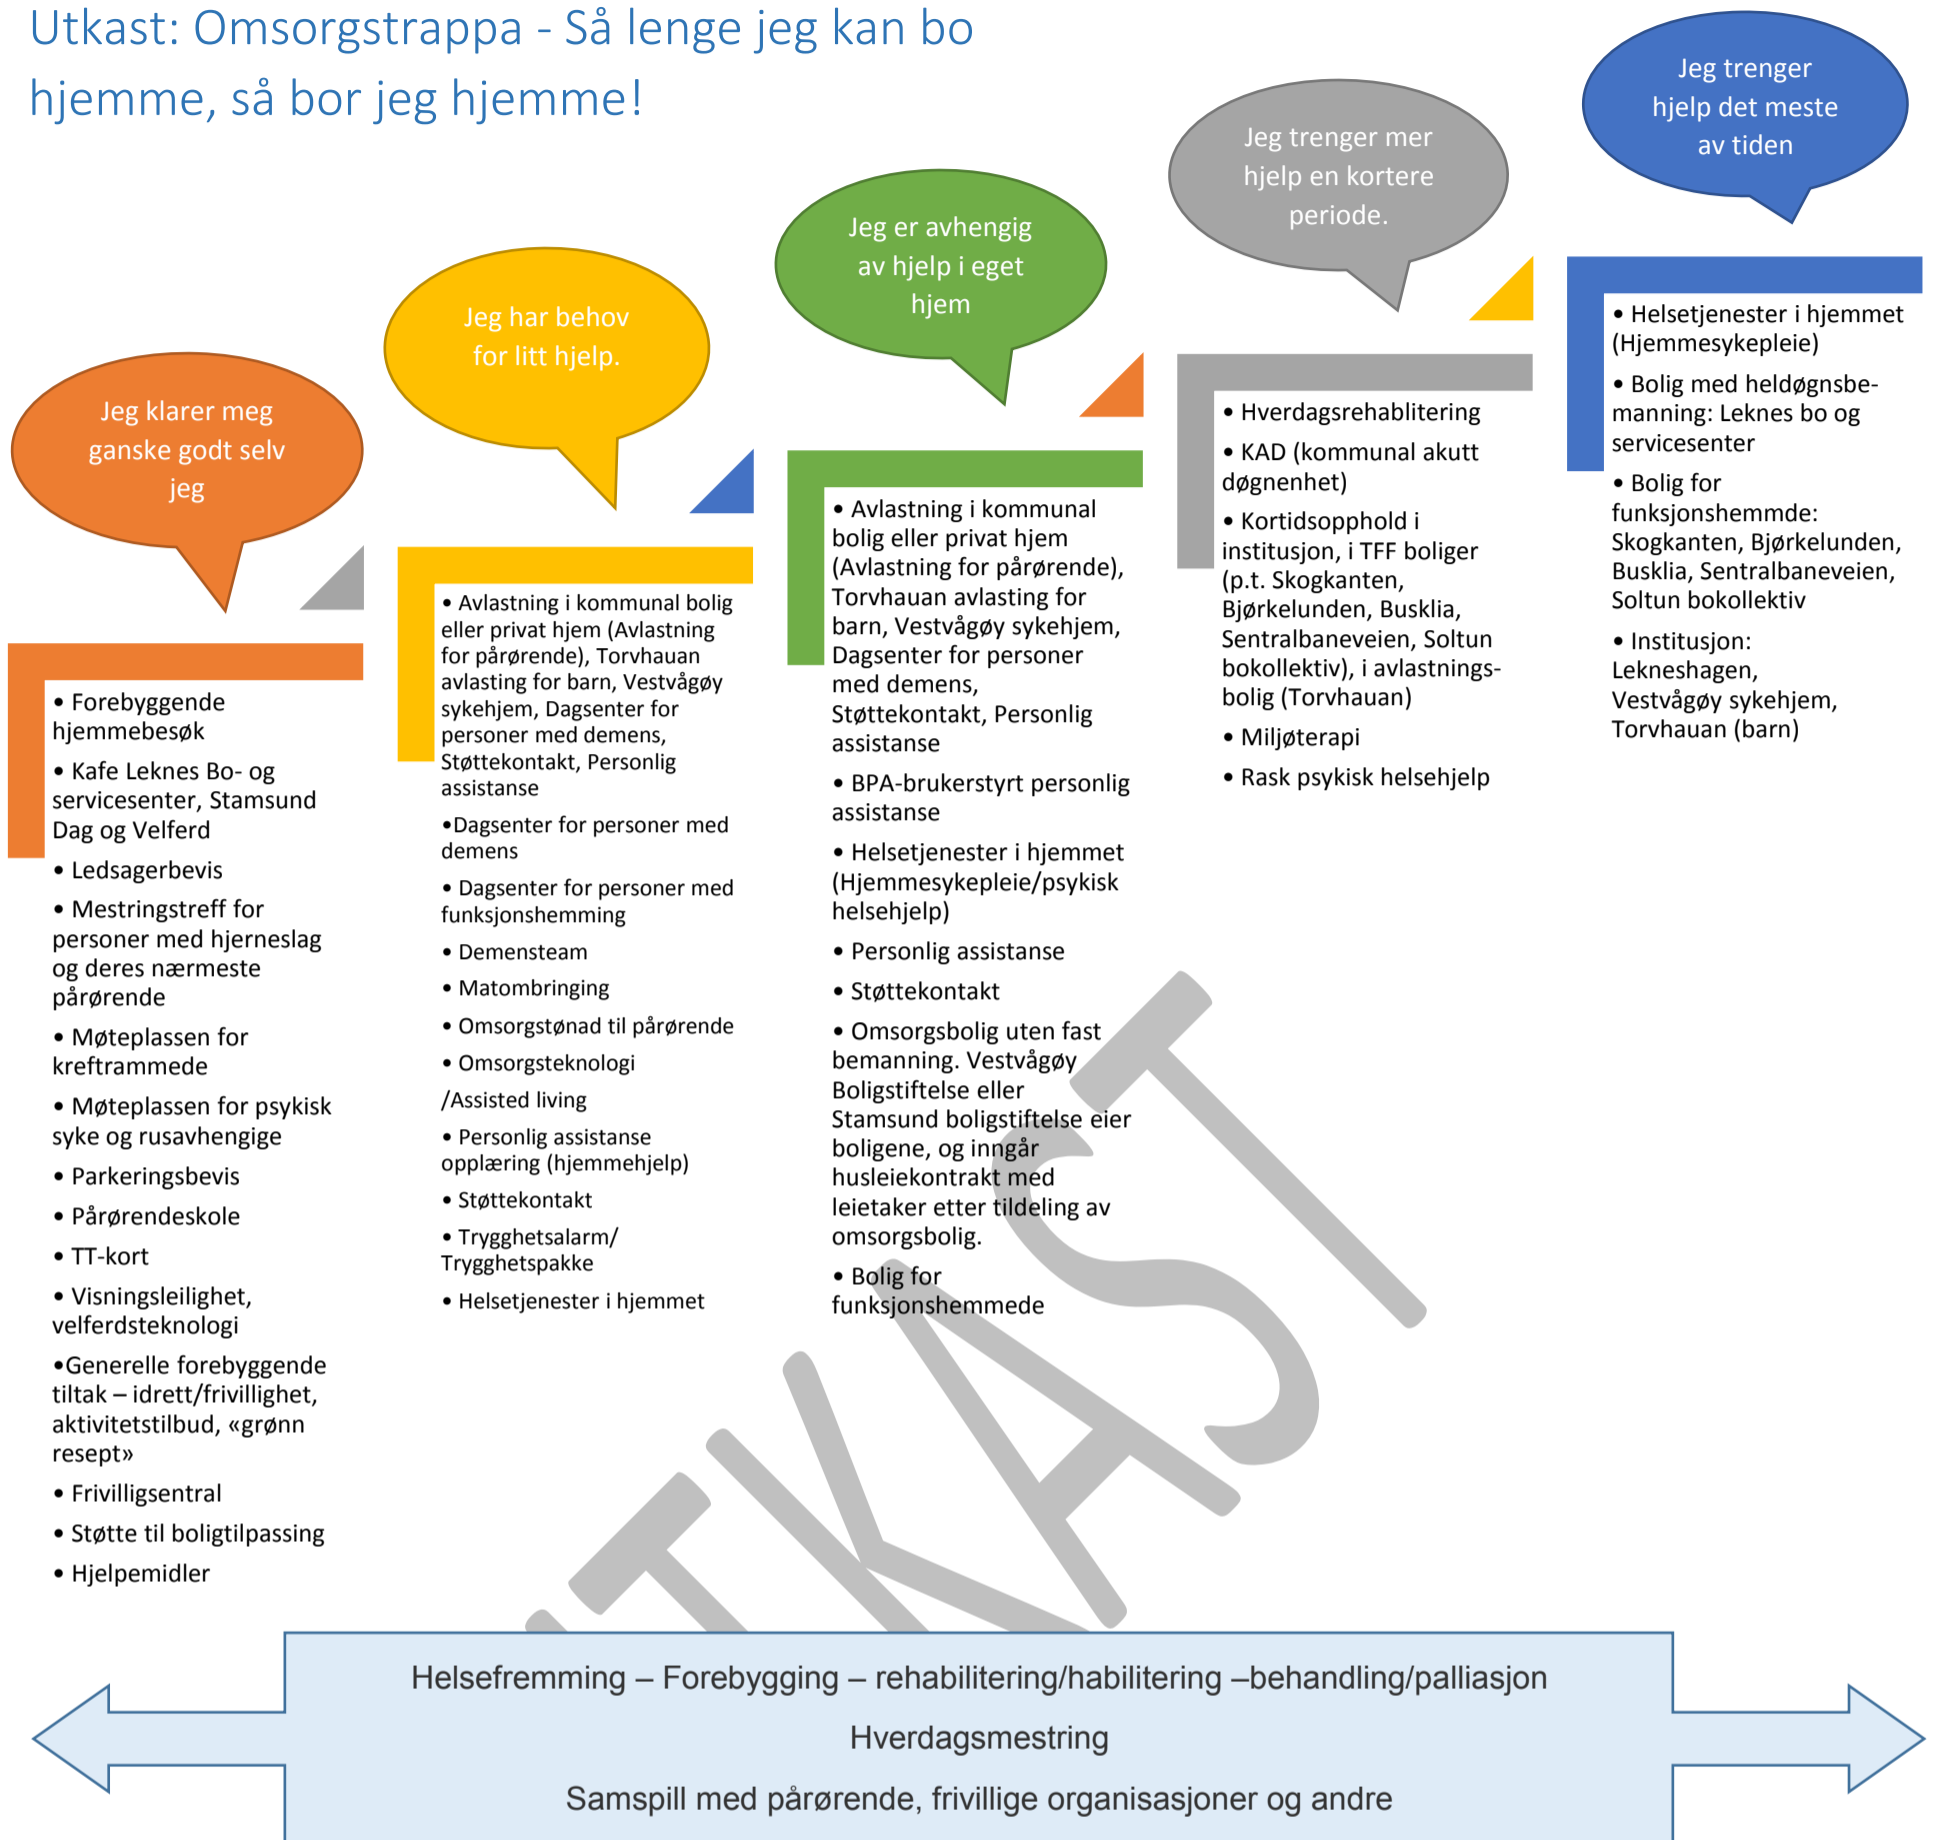 Utkast: Omsorgstrappa - Så lenge jeg kan bo
hjemme, så bor jeg hjemme!
Jeg klarer meg
ganske godt selv
jeg
• Forebyggende
hjemmebesøk
• Kafe Leknes Bo- og
servicesenter, Stamsund
Dag og Velferd
• Ledsagerbevis
• Mestringstreff for
personer med hjerneslag
og deres nærmeste
pårørende
• Møteplassen for
kreftrammede
• Møteplassen for psykisk
syke og rusavhengige
• Parkeringsbevis
• Pårørendeskole
• TT-kort
• Visningsleilighet,
velferdsteknologi
•Generelle forebyggende
tiltak – idrett/frivillighet,
aktivitetstilbud, «grønn
resept»
• Frivilligsentral
• Støtte til boligtilpassing
• Hjelpemidler
Jeg har behov
for litt hjelp.
• Avlastning i kommunal bolig
eller privat hjem (Avlastning
for pårørende), Torvhauan
avlasting for barn, Vestvågøy
sykehjem, Dagsenter for
personer med demens,
Støttekontakt, Personlig
assistanse
•Dagsenter for personer med
demens
• Dagsenter for personer med
funksjonshemming
• Demensteam
• Matombringing
• Omsorgstønad til pårørende
• Omsorgsteknologi
/Assisted living
• Personlig assistanse
opplæring (hjemmehjelp)
• Støttekontakt
• Trygghetsalarm/
Trygghetspakke
• Helsetjenester i hjemmet
Jeg er avhengig
av hjelp i eget
hjem
• Avlastning i kommunal
bolig eller privat hjem
(Avlastning for pårørende),
Torvhauan avlasting for
barn, Vestvågøy sykehjem,
Dagsenter for personer
med demens,
Støttekontakt, Personlig
assistanse
• BPA-brukerstyrt personlig
assistanse
• Helsetjenester i hjemmet
(Hjemmesykepleie/psykisk
helsehjelp)
• Personlig assistanse
• Støttekontakt
• Omsorgsbolig uten fast
bemanning. Vestvågøy
Boligstiftelse eller
Stamsund boligstiftelse eier
boligene, og inngår
husleiekontrakt med
leietaker etter tildeling av
omsorgsbolig.
• Bolig for
funksjonshemmede
Jeg trenger mer
hjelp en kortere
periode.
• Hverdagsrehablitering
• KAD (kommunal akutt
døgnenhet)
• Kortidsopphold i
institusjon, i TFF boliger
(p.t. Skogkanten,
Bjørkelunden, Busklia,
Sentralbaneveien, Soltun
bokollektiv), i avlastnings-
bolig (Torvhauan)
• Miljøterapi
• Rask psykisk helsehjelp
Jeg trenger
hjelp det meste
av tiden
• Helsetjenester i hjemmet
(Hjemmesykepleie)
• Bolig med heldøgnsbe-
manning: Leknes bo og
servicesenter
• Bolig for
funksjonshemmde:
Skogkanten, Bjørkelunden,
Busklia, Sentralbaneveien,
Soltun bokollektiv
• Institusjon:
Lekneshagen,
Vestvågøy sykehjem,
Torvhauan (barn)
UTKAST
Helsefremming – Forebygging – rehabilitering/habilitering –behandling/palliasjon
Hverdagsmestring
Samspill med pårørende, frivillige organisasjoner og andre